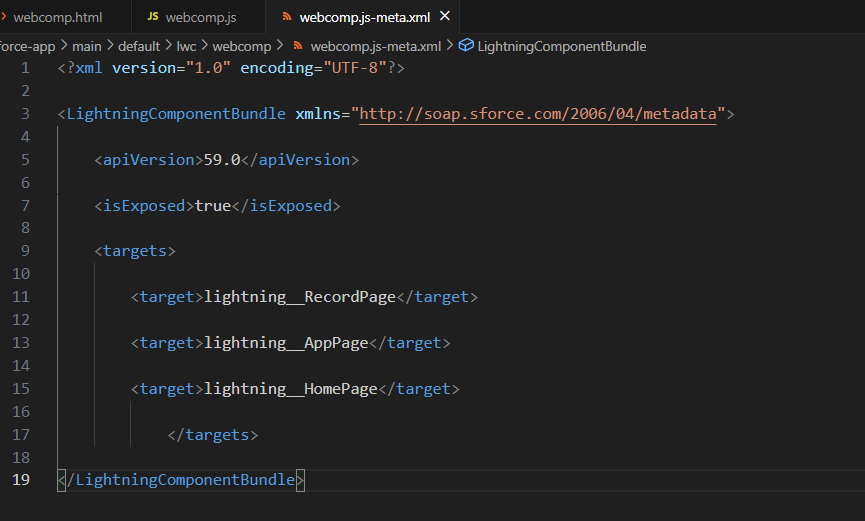 webcomp.html JS webcomp.js webcomp.js-meta.xml ×
force-app > main > default > lwc > webcomp > webcomp.js-meta.xml > LightningComponentBundle
1 <?xml version="1.0" encoding="UTF-8"?>
2
3 <LightningComponentBundle xmlns="http://soap.sforce.com/2006/04/metadata">
4
5 <apiVersion>59.0</apiVersion>
6
7 <isExposed>true</isExposed>
8
9 <targets>
10
11 <target>lightning__RecordPage</target>
12
13 <target>lightning__AppPage</target>
14
15 <target>lightning__HomePage</target>
16
17 </targets>
18
19 </LightningComponentBundle>